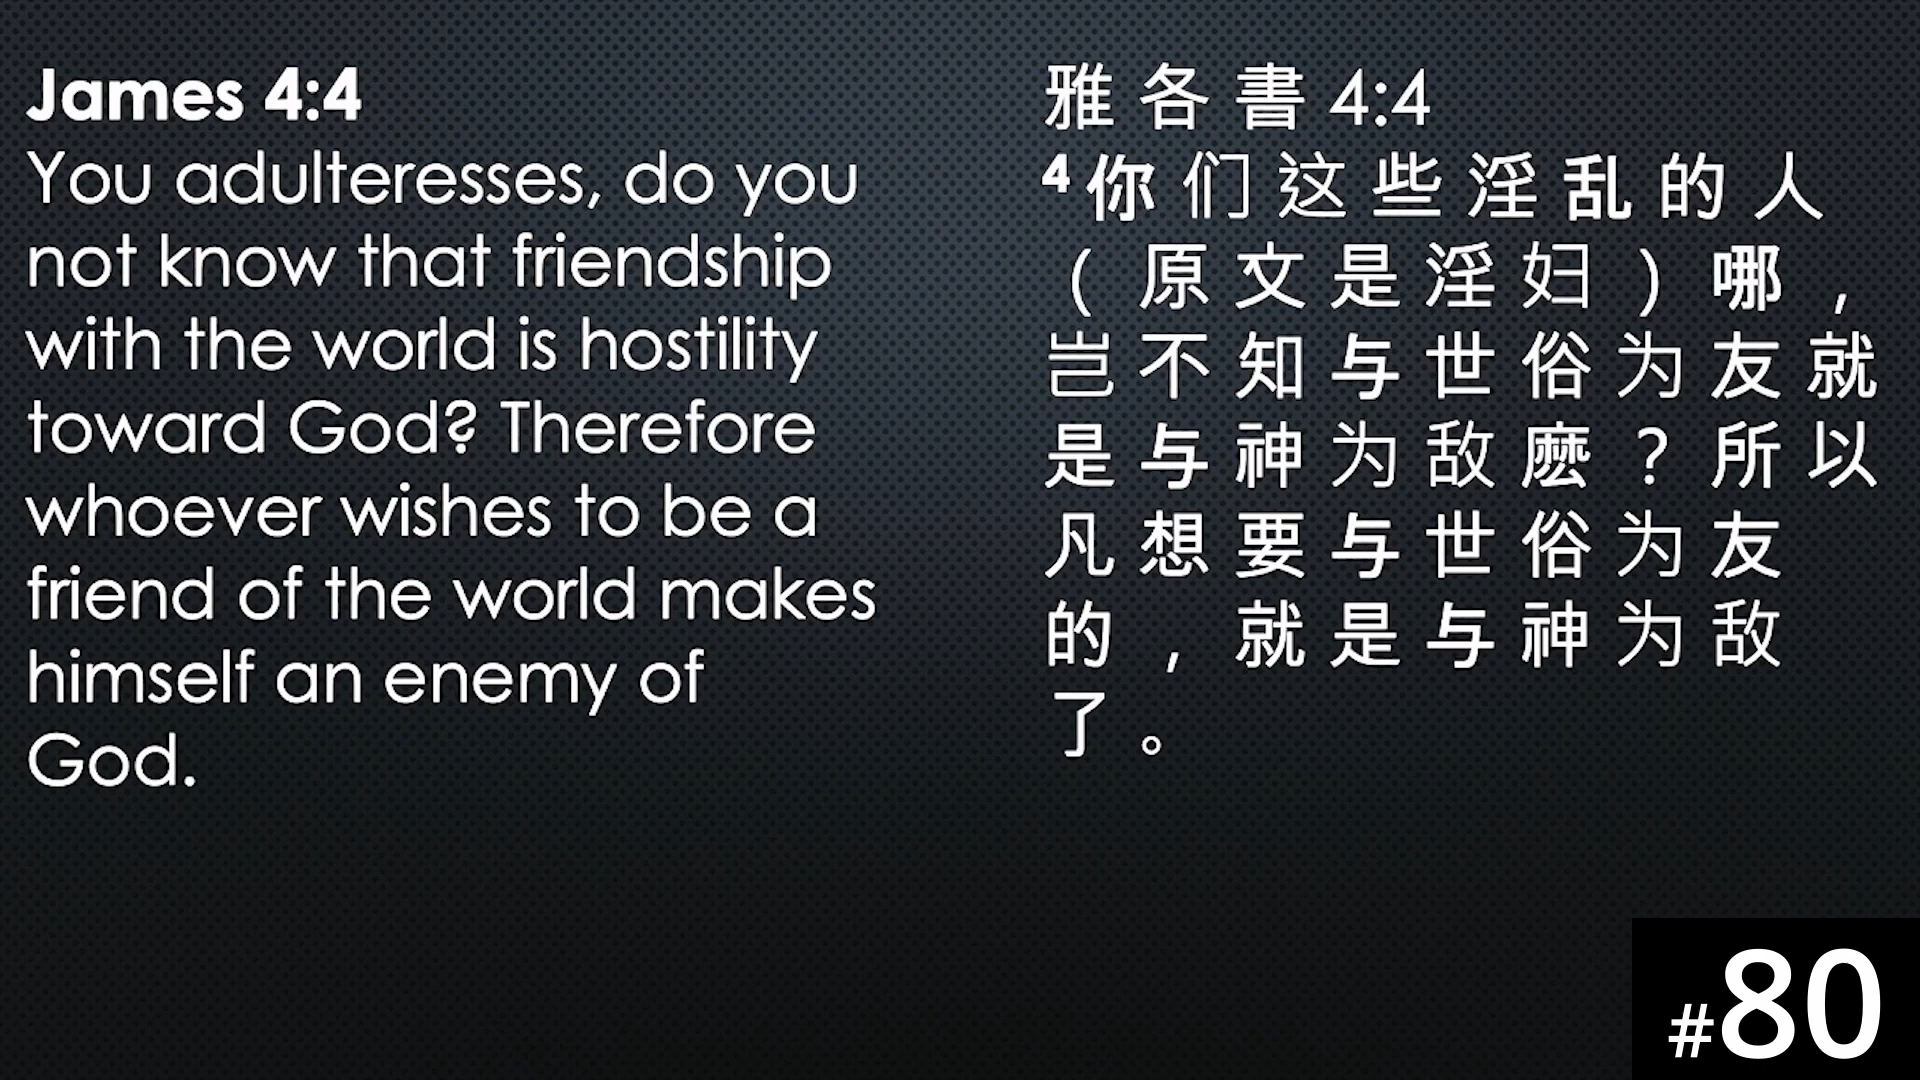 James 4:4
You adulteresses, do you
not know that friendship
with the world is hostility
toward God? Therefore
whoever wishes to be a
friend of the world makes
himself an enemy of
God.
雅各書 4:4
4 你们这些淫乱的人
（原文是淫妇）哪，
岂不知与世俗为友就
是与神为敌麽？所以
凡想要与世俗为友
的，就是与神为敌
了。
#80